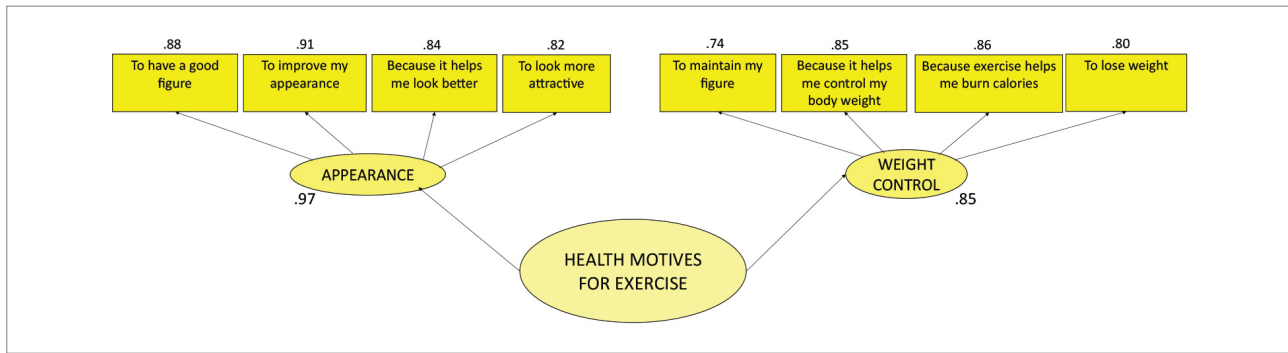 .88
.91
.84
.82
.74
.85
.86
.80
To have a good
figure
To improve my
appearance
Because it helps
me look better
To look more
attractive
To maintain my
figure
Because it helps
me control my
body weight
Because exercise helps
me burn calories
To lose weight
APPEARANCE
.97
WEIGHT
CONTROL
.85
HEALTH MOTIVES
FOR EXERCISE